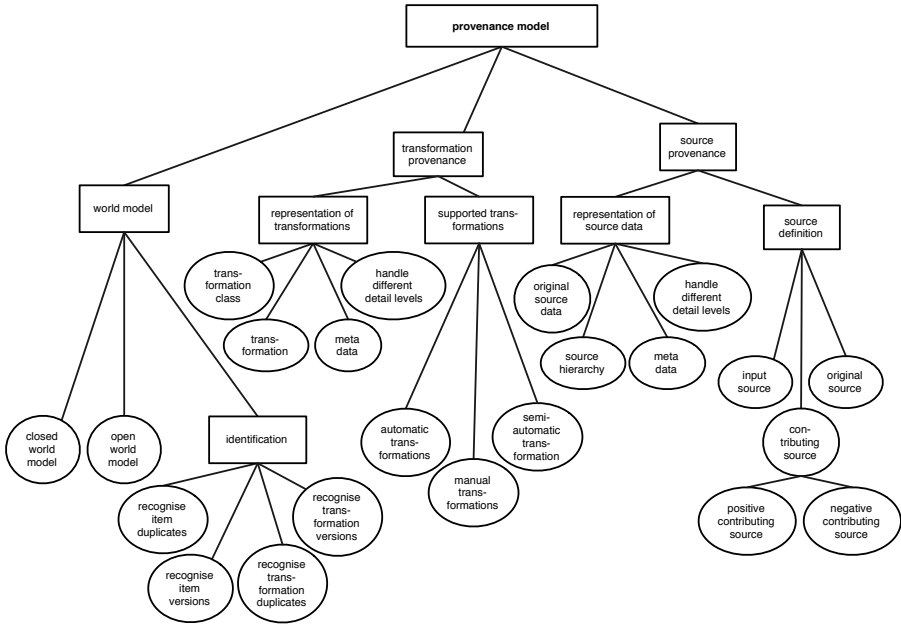 provenance model
transformation
provenance
source
provenance
world model
representation of
transformations
supported trans-
formations
representation of
source data
source
definition
trans-
formation
class
handle
different
detail levels
original
source
data
handle
different
detail levels
trans-
formation
meta
data
source
hierarchy
meta
data
input
source
original
source
closed
world
model
open
world
model
identification
automatic
trans-
formations
semi-
automatic
trans-
formation
con-
tributing
source
manual
trans-
formations
recognise
item
duplicates
recognise
trans-
formation
versions
positive
contributing
source
negative
contributing
source
recognise
item
versions
recognise
trans-
formation
duplicates